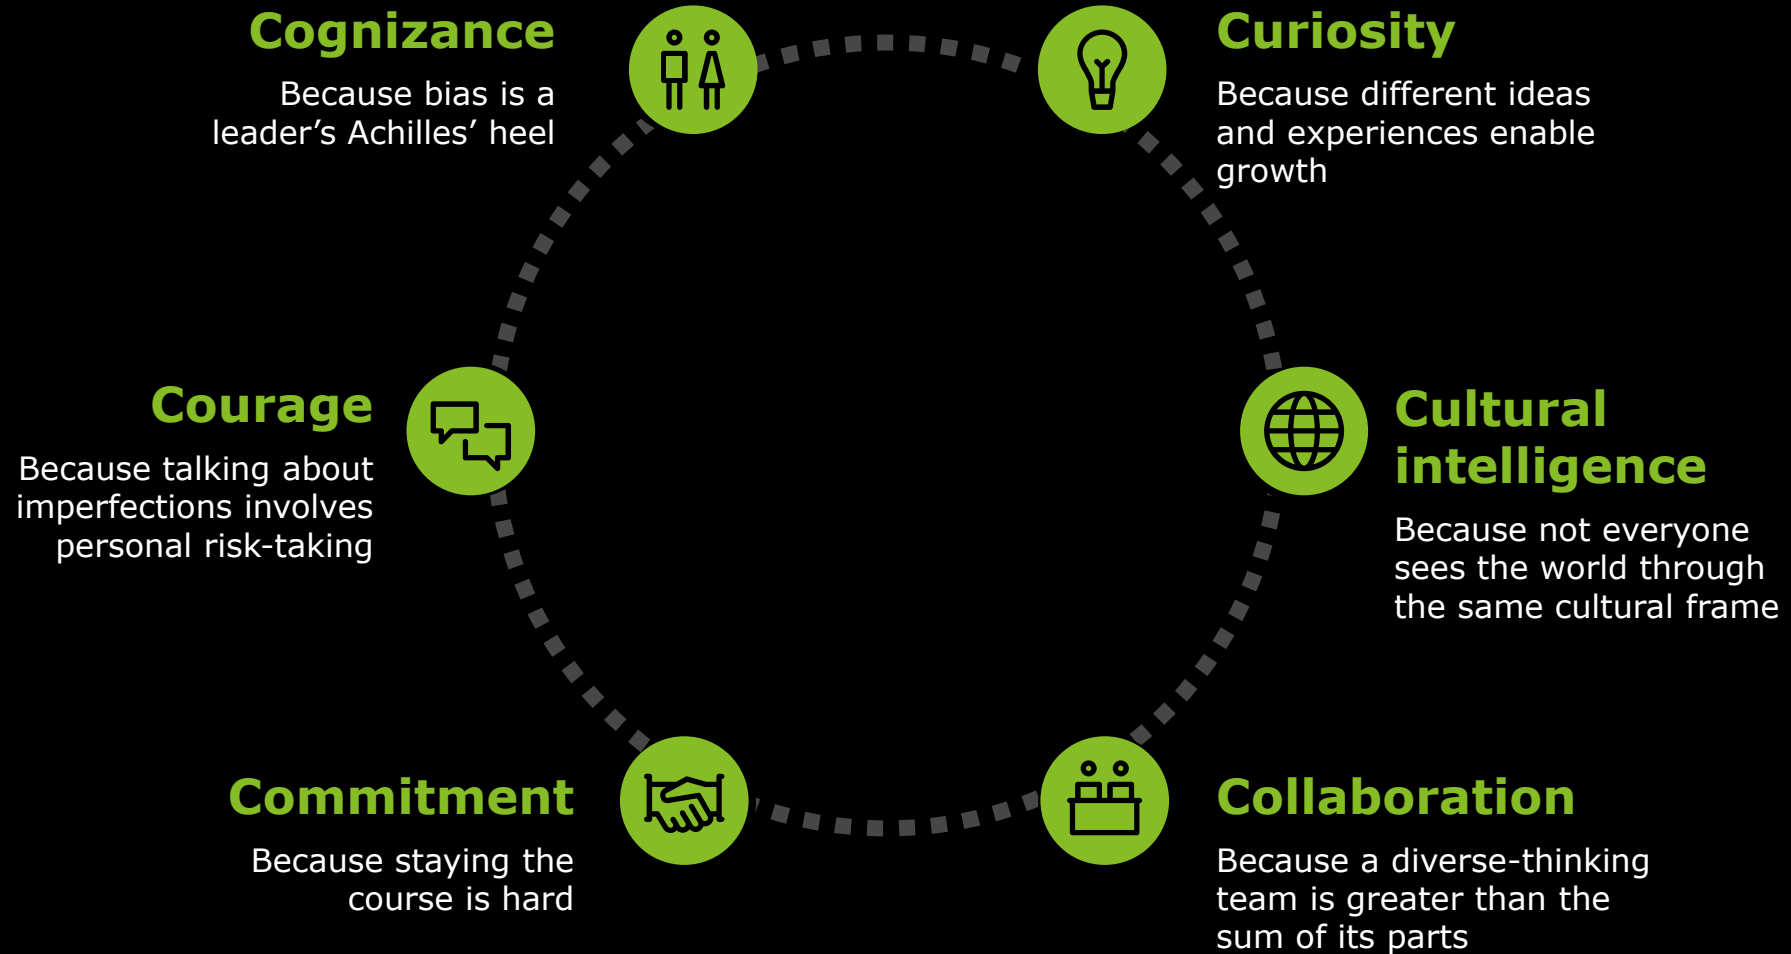 Cognizance
Because bias is a
leader’s Achilles’ heel
Curiosity
Because different ideas
and experiences enable
growth
Courage
Because talking about
imperfections involves
personal risk-taking
Cultural
intelligence
Because not everyone
sees the world through
the same cultural frame
Commitment
Because staying the
course is hard
Collaboration
Because a diverse-thinking
team is greater than the
sum of its parts